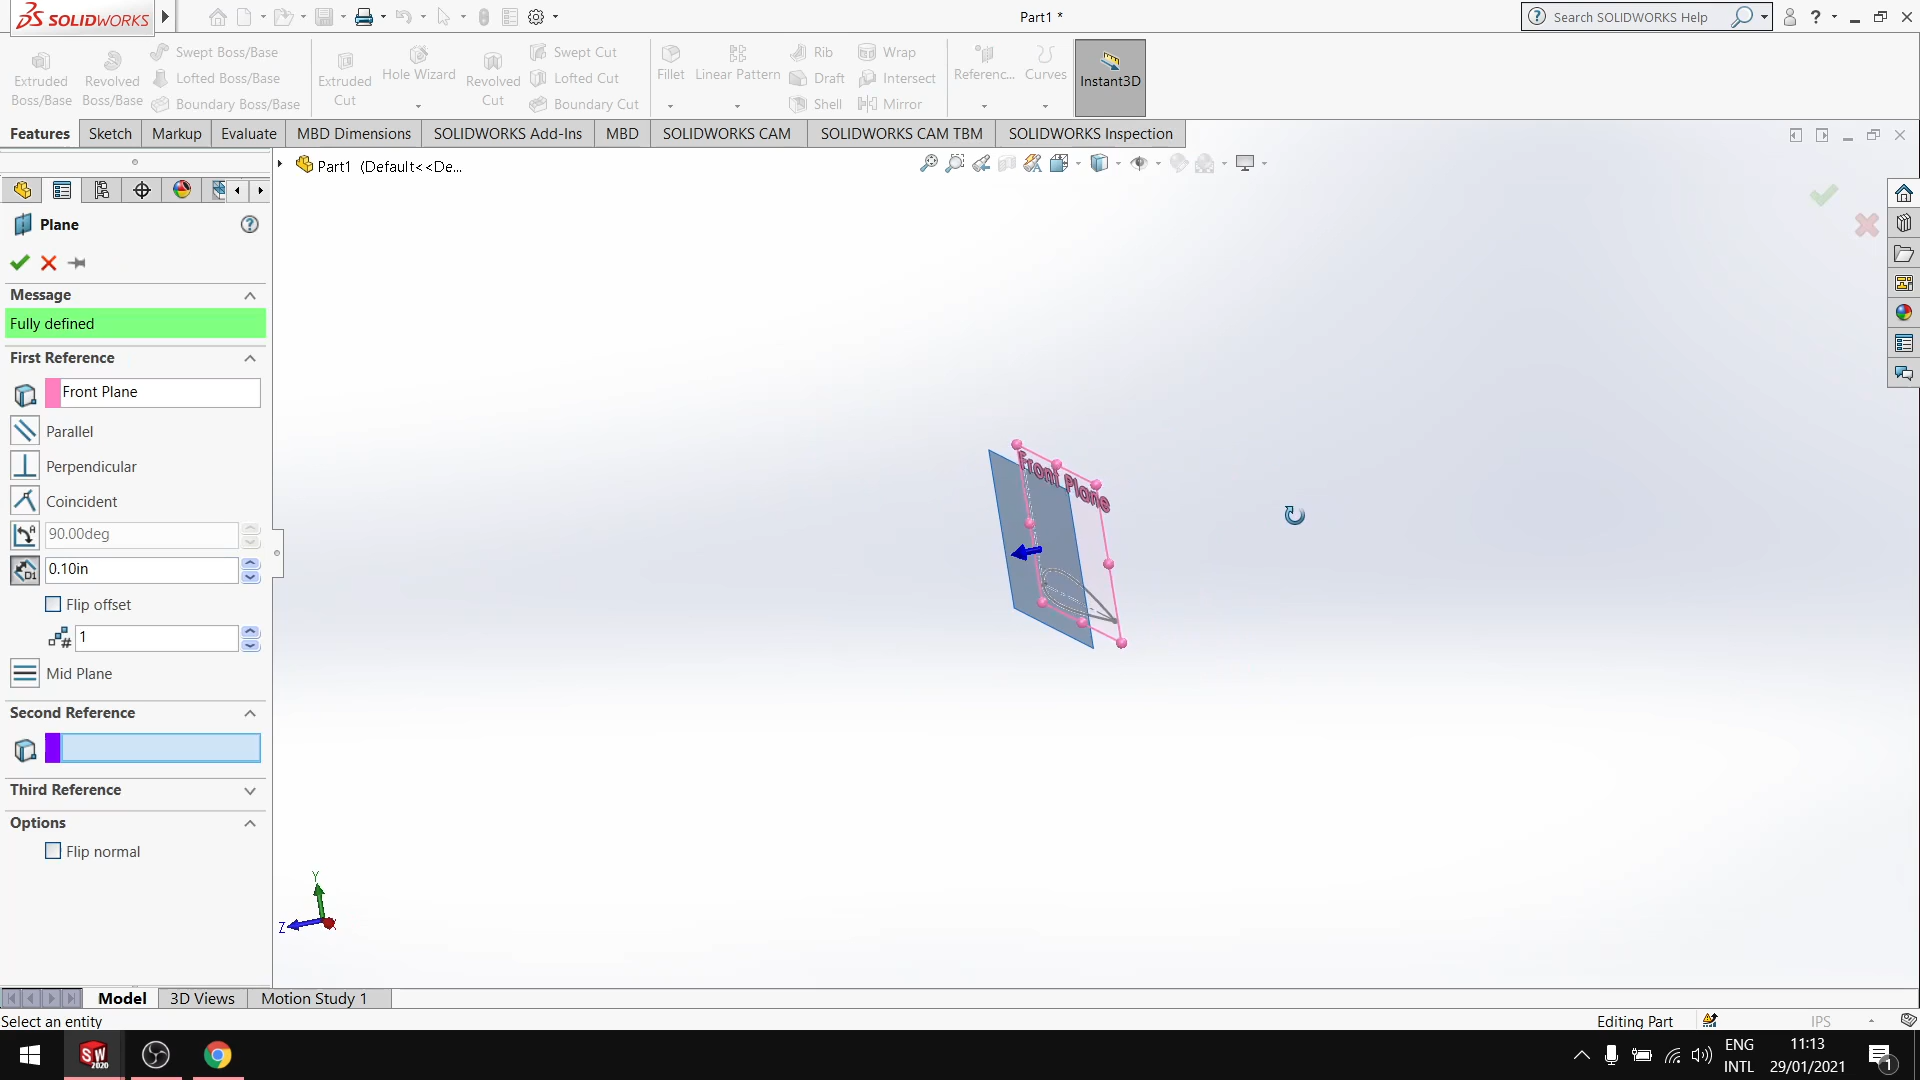 SOLIDWORKS
Part1 *
Search SOLIDWORKS Help
Extruded Boss/Base
Revolved Boss/Base
Swept Boss/Base
Lofted Boss/Base
Boundary Boss/Base
Extruded Cut
Hole Wizard
Revolved Cut
Swept Cut
Lofted Cut
Boundary Cut
Fillet
Linear Pattern
Rib
Draft
Shell
Wrap
Intersect
Mirror
Referenc...
Curves
Instant3D
Features
Sketch
Markup
Evaluate
MBD Dimensions
SOLIDWORKS Add-Ins
MBD
SOLIDWORKS CAM
SOLIDWORKS CAM TBM
SOLIDWORKS Inspection
Part1 (Default<<De...
Plane
Message
Fully defined
First Reference
Front Plane
Parallel
Perpendicular
Coincident
90.00deg
0.10in
Flip offset
1
Mid Plane
Second Reference
Third Reference
Options
Flip normal
Front Plane
Y
Z
Model
3D Views
Motion Study 1
Select an entity
Editing Part
IPS
SW
2020
ENG
INTL
11:13
29/01/2021
1